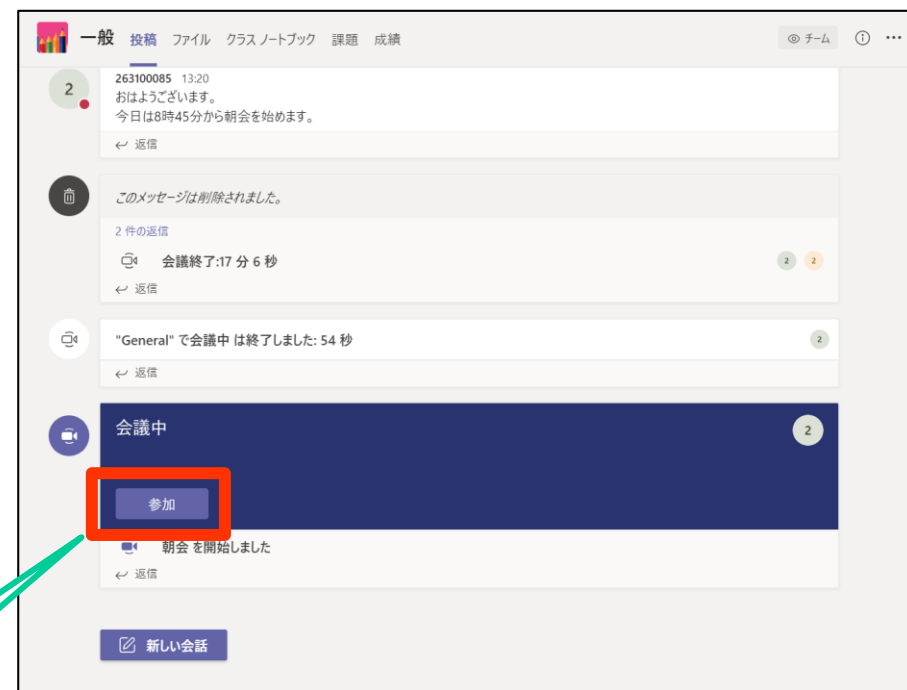 一般 投稿 ファイル クラス ノートブック 課題 成績 チーム
2
263100085 13:20
おはようございます。
今日は8時45分から朝会を始めます。
返信
このメッセージは削除されました。
2 件の返信
会議終了:17 分 6 秒 2 2
返信
"General" で会議中 は終了しました: 54 秒 2
返信
会議中 2
参加
朝会 を開始しました
返信
新しい会話